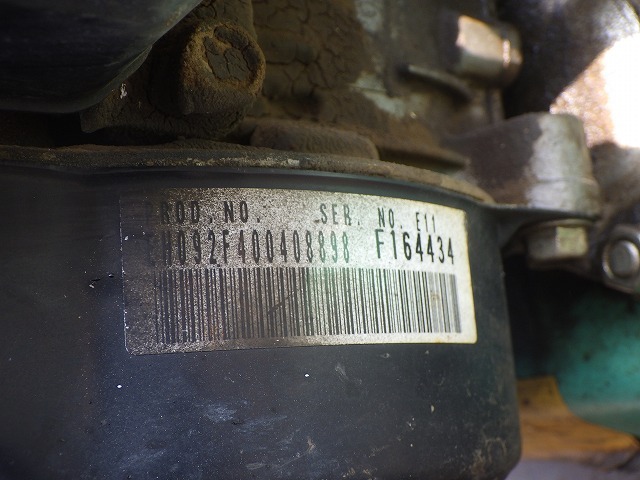 PROD. NO. SER. NO. E11
EH092F400408898 F164434